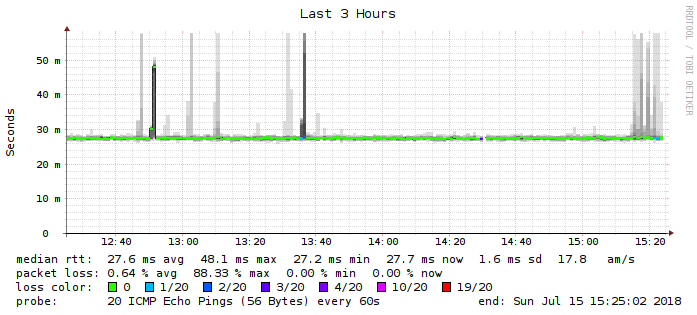 Last 3 Hours
RRDTOOL / TOBI OETIKER
Seconds
50 m
40 m
30 m
20 m
10 m
0
12:40 13:00 13:20 13:40 14:00 14:20 14:40 15:00 15:20
median rtt: 27.6 ms avg 48.1 ms max 27.2 ms min 27.7 ms now 1.6 ms sd 17.8 am/s
packet loss: 0.64 % avg 88.33 % max 0.00 % min 0.00 % now
loss color: 0 1/20 2/20 3/20 4/20 10/20 19/20
probe: 20 ICMP Echo Pings (56 Bytes) every 60s end: Sun Jul 15 15:25:02 2018